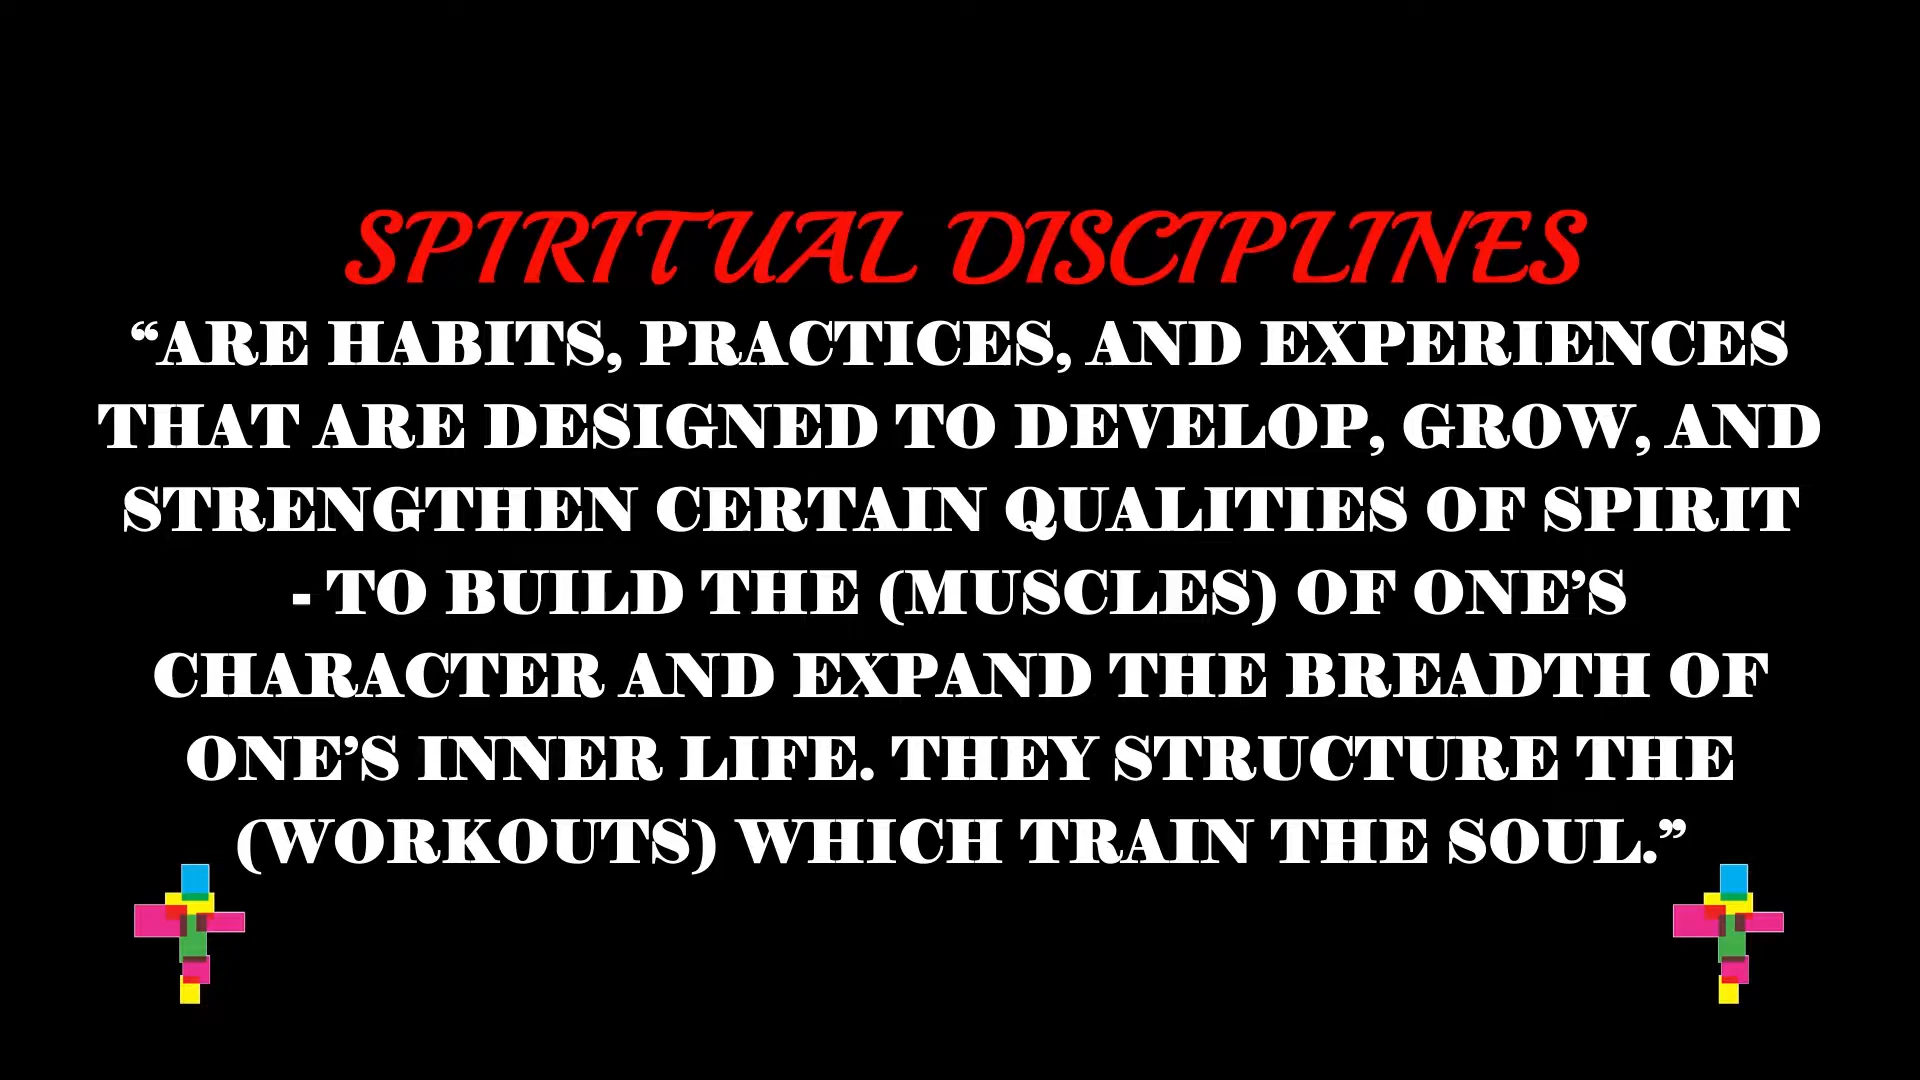 SPIRITUAL DISCIPLINES
“ARE HABITS, PRACTICES, AND EXPERIENCES
THAT ARE DESIGNED TO DEVELOP, GROW, AND
STRENGTHEN CERTAIN QUALITIES OF SPIRIT
- TO BUILD THE (MUSCLES) OF ONE’S
CHARACTER AND EXPAND THE BREADTH OF
ONE’S INNER LIFE. THEY STRUCTURE THE
(WORKOUTS) WHICH TRAIN THE SOUL.”